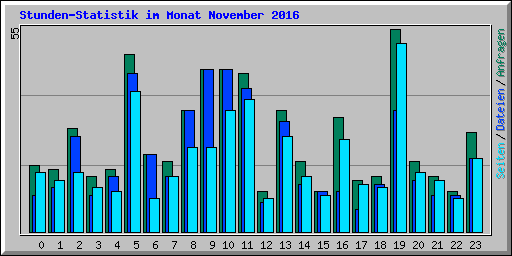 Stunden-Statistik im Monat November 2016
55
Seiten / Dateien / Anfragen
0 1 2 3 4 5 6 7 8 9 10 11 12 13 14 15 16 17 18 19 20 21 22 23